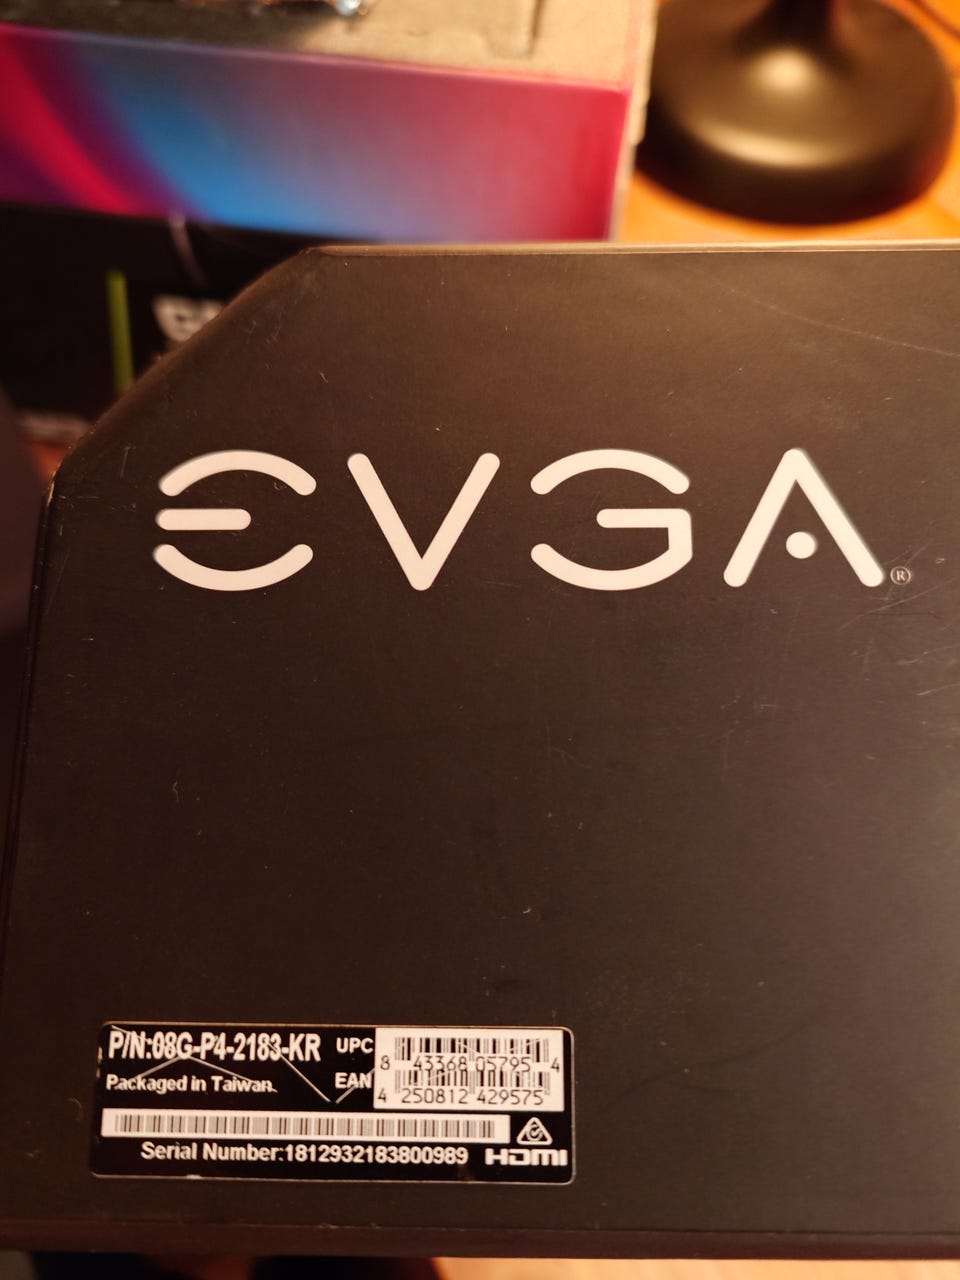 EVGA®
P/N:08G-P4-2183-KR
Packaged in Taiwan.
UPC
8 43368 05795 4
EAN
4 250812 429575
Serial Number:1812932183800989
HDMI